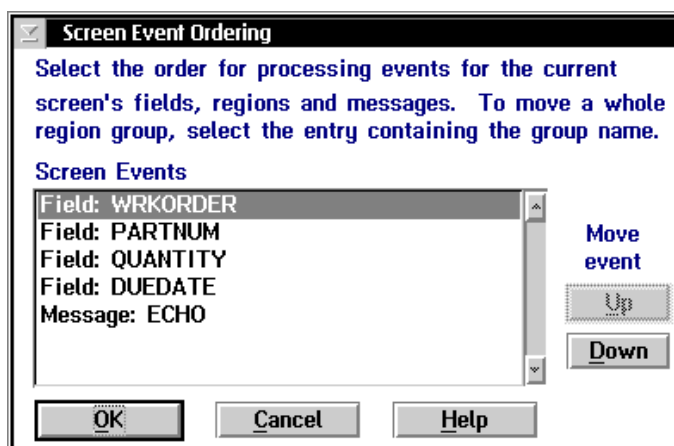 Screen Event Ordering
Select the order for processing events for the current
screen's fields, regions and messages. To move a whole
region group, select the entry containing the group name.
Screen Events
Field: WRKORDER
Field: PARTNUM
Field: QUANTITY
Field: DUEDATE
Message: ECHO
Move
event
Up
Down
OK Cancel Help